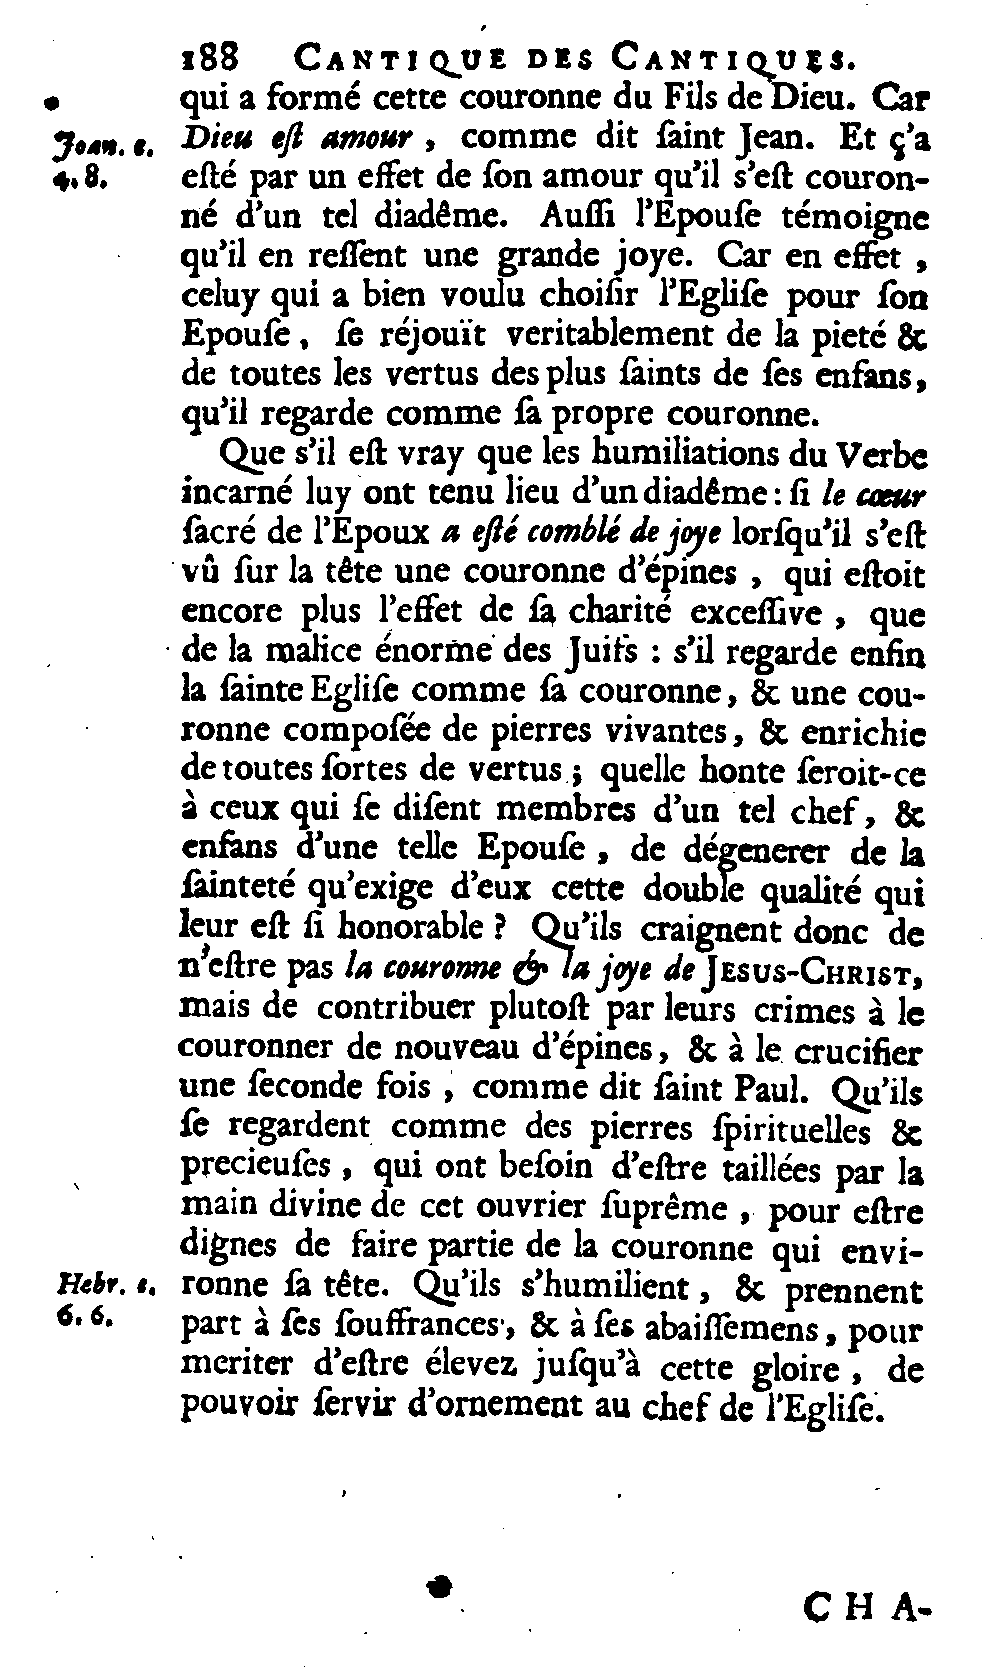 188 CANTIQUE DES CANTIQUES.
qui a formé cette couronne du Fils de Dieu. Car
Joan. c. Dieu eſt amour, comme dit ſaint Jean. Et ç'a
4. 8. eſté par un effet de ſon amour qu'il s'eſt couron-
né d'un tel diadême. Auſſi l'Epouſe témoigne
qu'il en reſſent une grande joye. Car en effet,
celuy qui a bien voulu choiſir l'Egliſe pour ſon
Epouſe, ſe réjouït veritablement de la pieté &
de toutes les vertus des plus ſaints de ſes enfans,
qu'il regarde comme ſa propre couronne.
Que s'il eſt vray que les humiliations du Verbe
incarné luy ont tenu lieu d'un diadême : ſi le cœur
ſacré de l'Epoux a eſté comblé de joye lorſqu'il s'eſt
vû ſur la tête une couronne d'épines, qui eſtoit
encore plus l'effet de ſa charité exceſſive, que
de la malice énorme des Juifs : s'il regarde enfin
la ſainte Egliſe comme ſa couronne, & une cou-
ronne compoſée de pierres vivantes, & enrichie
de toutes ſortes de vertus ; quelle honte ſeroit-ce
à ceux qui ſe diſent membres d'un tel chef, &
enfans d'une telle Epouſe, de dégenerer de la
ſainteté qu'exige d'eux cette double qualité qui
leur eſt ſi honorable ? Qu'ils craignent donc de
n'eſtre pas la couronne & la joye de JESUS-CHRIST,
mais de contribuer plutoſt par leurs crimes à le
couronner de nouveau d'épines, & à le crucifier
une ſeconde fois, comme dit ſaint Paul. Qu'ils
ſe regardent comme des pierres ſpirituelles &
precieuſes, qui ont beſoin d'eſtre taillées par la
main divine de cet ouvrier ſuprême, pour eſtre
dignes de faire partie de la couronne qui envi-
Hebr. c. ronne ſa tête. Qu'ils s'humilient, & prennent
6. 6. part à ſes ſouffrances, & à ſes abaiſſemens, pour
meriter d'eſtre élevez juſqu'à cette gloire, de
pouvoir ſervir d'ornement au chef de l'Egliſe.
CHA-